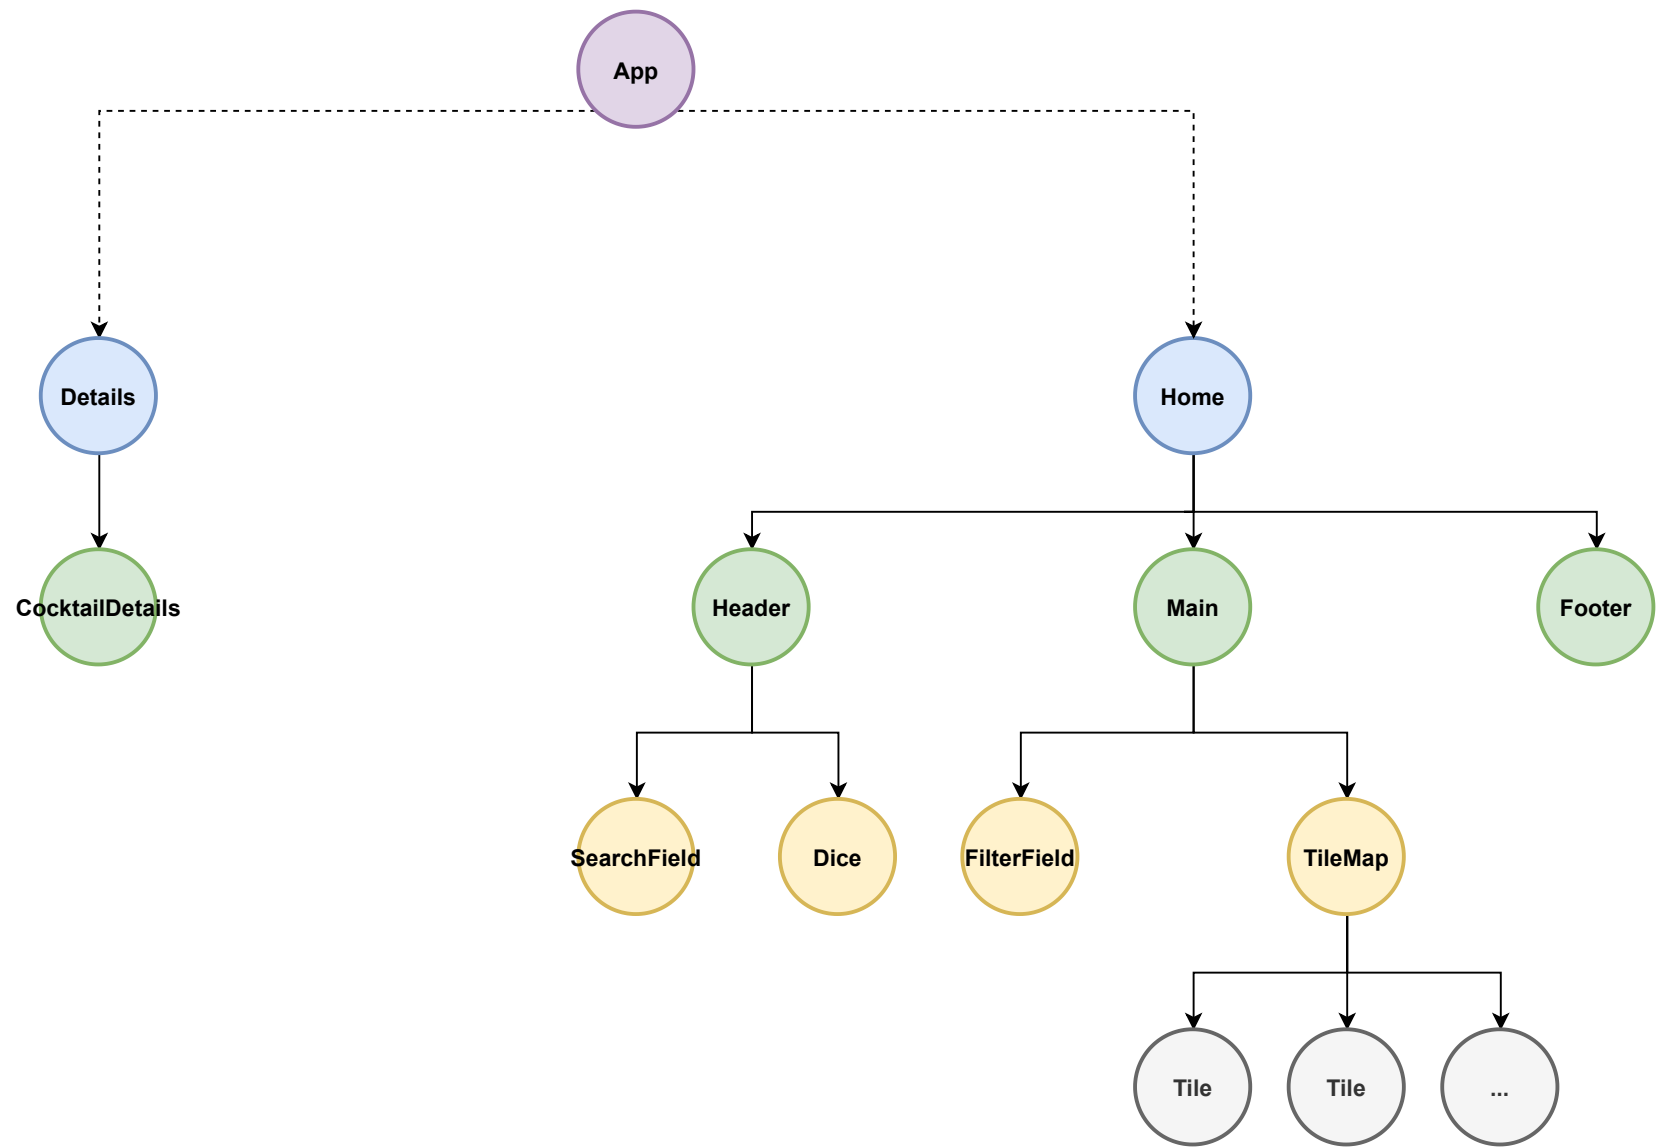 App
Details
Home
CocktailDetails
Header
Main
Footer
SearchField
Dice
FilterField
TileMap
Tile
Tile
...